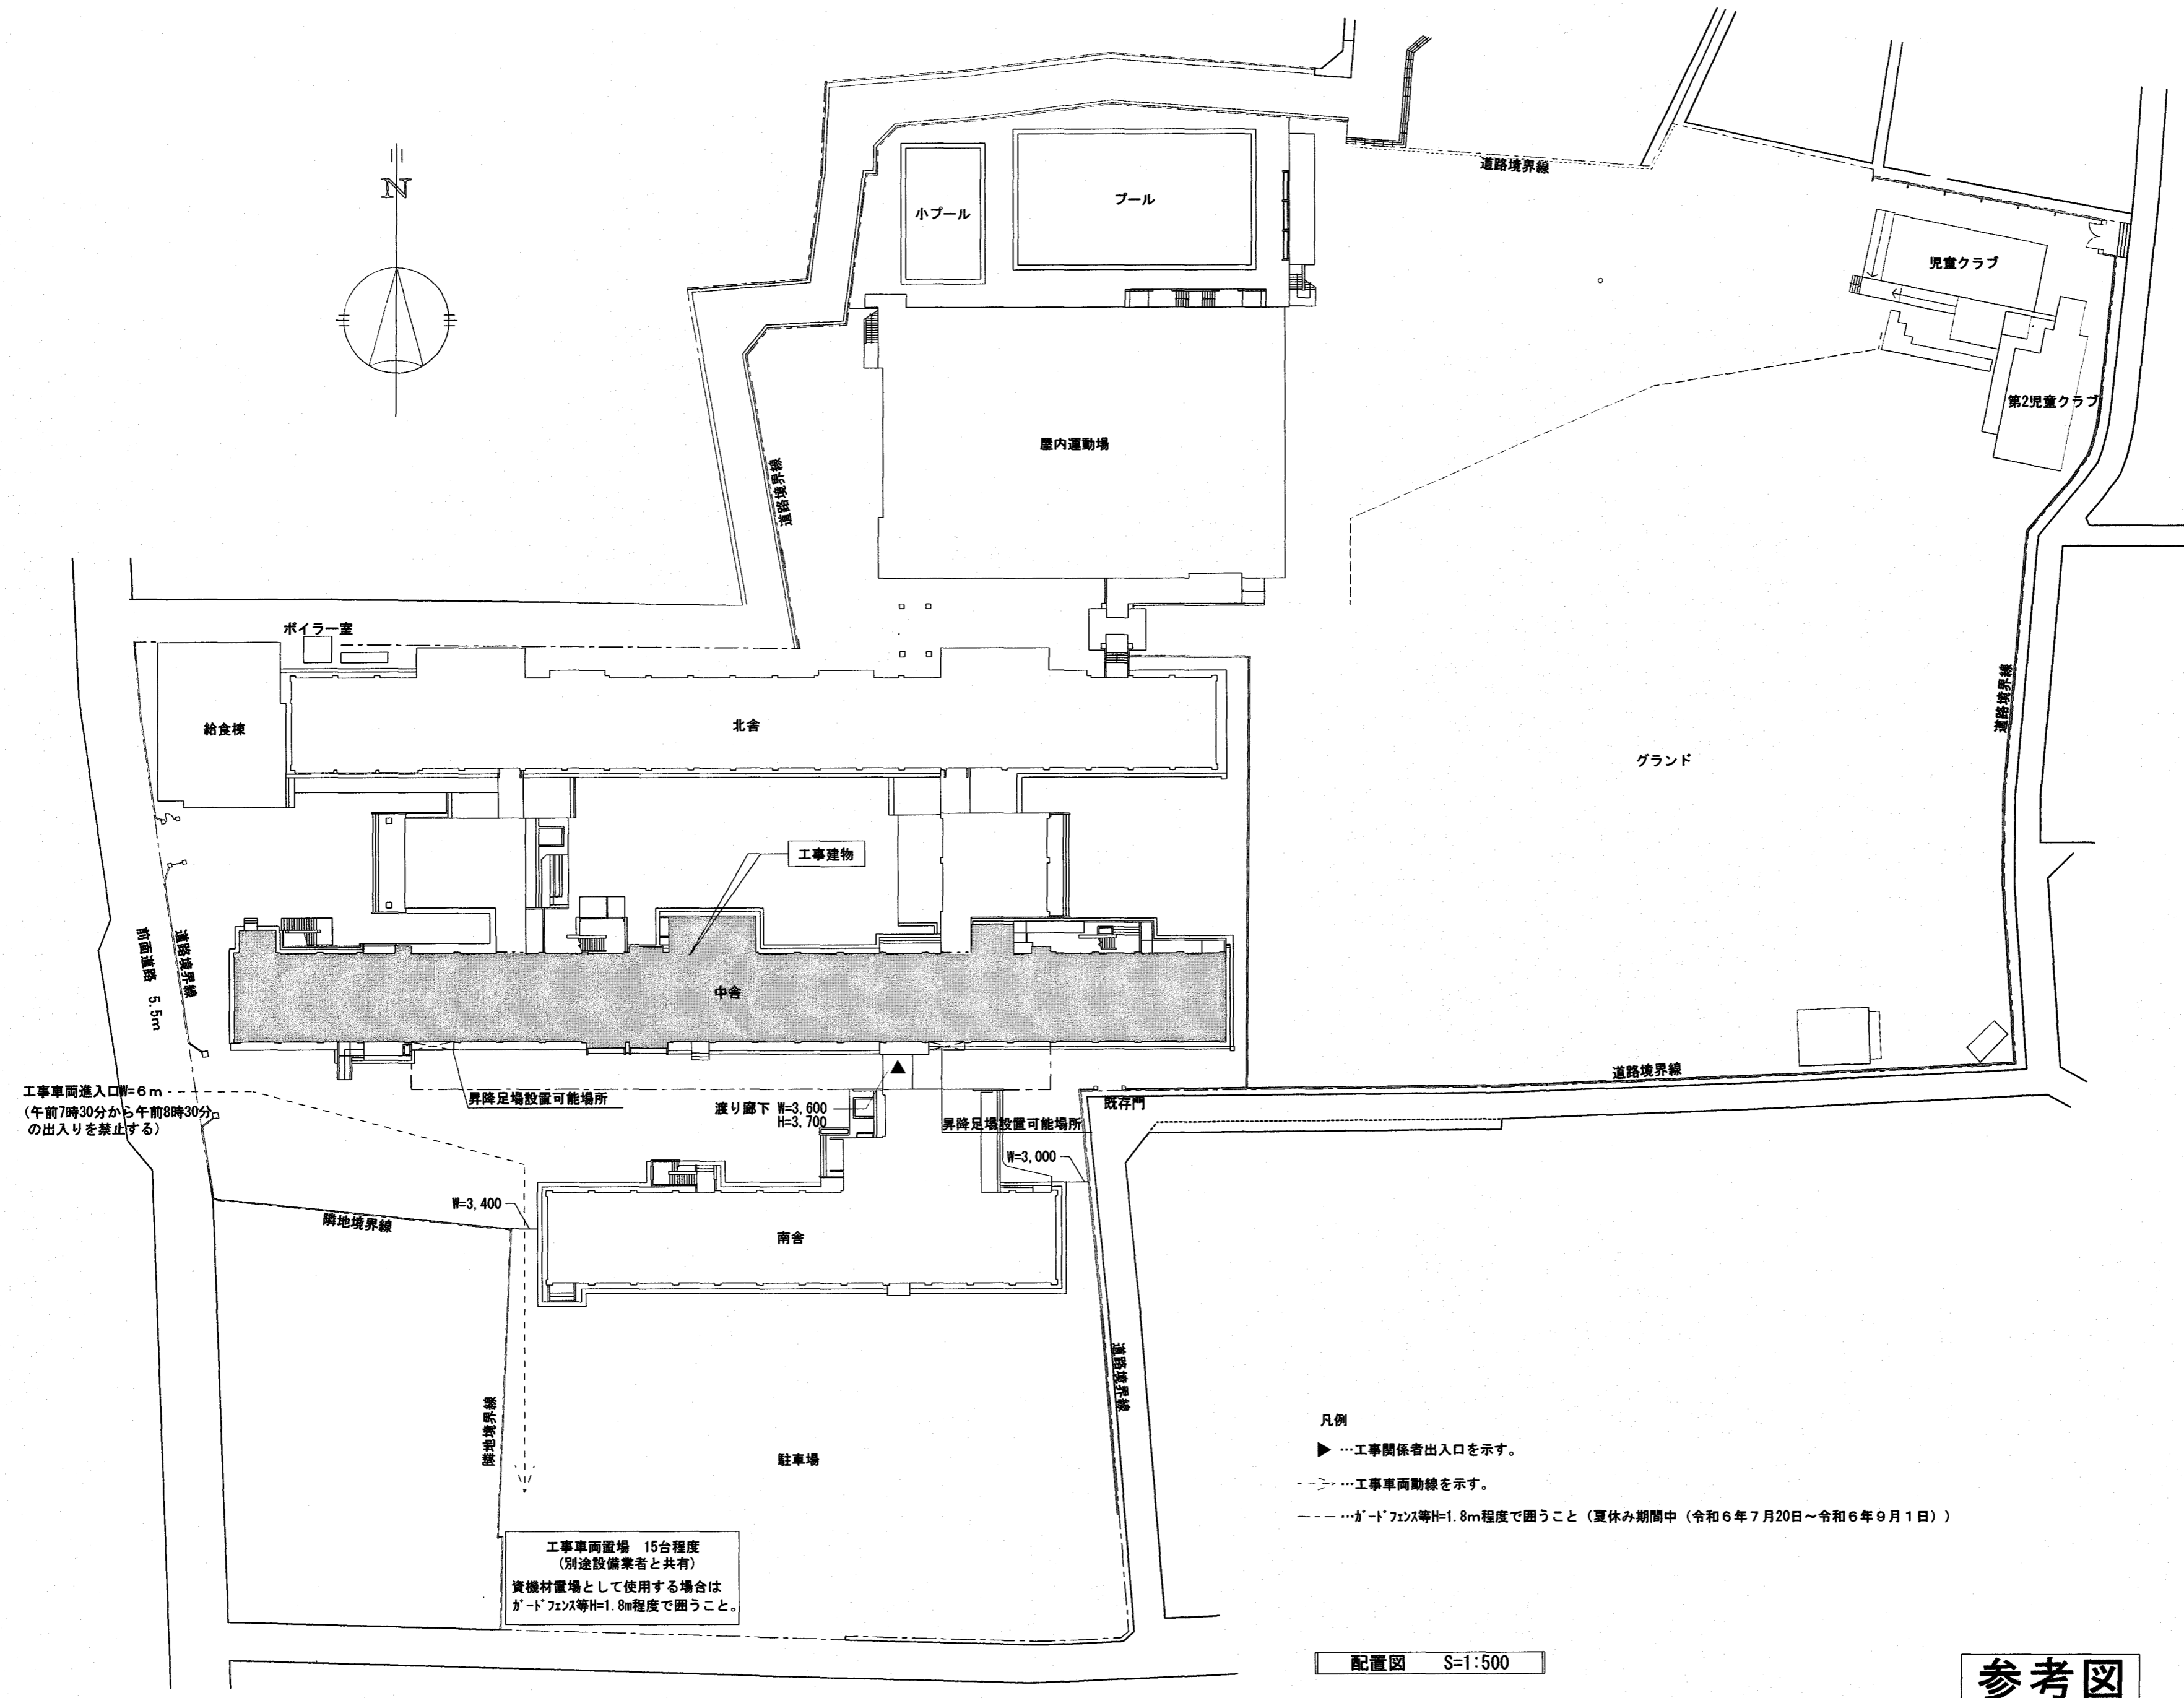 N
道路境界線
小プール
プール
児童クラブ
第2児童クラブ
屋内運動場
道路境界線
ボイラー室
給食棟
北舎
グランド
道路境界線
工事建物
前面道路 5.5m
道路境界線
中舎
工事車両進入口W=6m
(午前7時30分から午前8時30分
の出入りを禁止する)
昇降足場設置可能場所
▲
渡り廊下 W=3,600
H=3,700
昇降足場設置可能場所
既存門
道路境界線
W=3,000
W=3,400
隣地境界線
南舎
隣地境界線
駐車場
道路境界線
工事車両置場 15台程度
(別途設備業者と共有)
資機材置場として使用する場合は
ガードフェンス等H=1.8m程度で囲うこと。
凡例
▶ …工事関係者出入口を示す。
…工事車両動線を示す。
…ガードフェンス等H=1.8m程度で囲うこと(夏休み期間中(令和6年7月20日~令和6年9月1日))
配置図 S=1:500
参考図